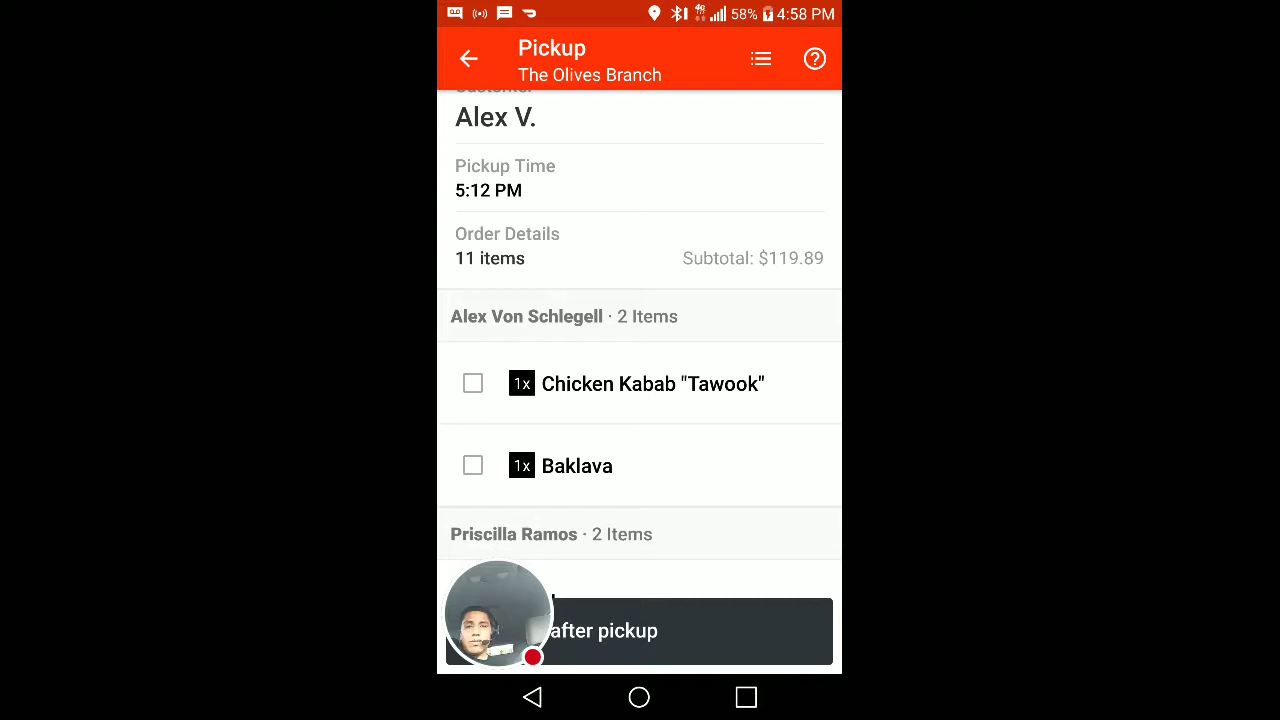 58% 4:58 PM
Pickup
The Olives Branch
Customer
Alex V.
Pickup Time
5:12 PM
Order Details
11 items Subtotal: $119.89
Alex Von Schlegell · 2 Items
1x Chicken Kabab "Tawook"
1x Baklava
Priscilla Ramos · 2 Items
after pickup